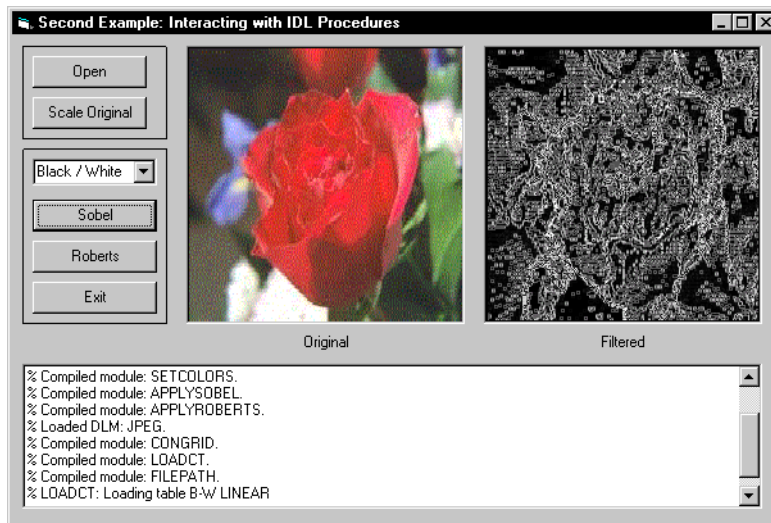 Second Example: Interacting with IDL Procedures
Open
Scale Original
Black / White
Sobel
Roberts
Exit
Original
Filtered
% Compiled module: SETCOLORS.
% Compiled module: APPLYSOBEL.
% Compiled module: APPLYROBERTS.
% Loaded DLM: JPEG.
% Compiled module: CONGRID.
% Compiled module: LOADCT.
% Compiled module: FILEPATH.
% LOADCT: Loading table B-W LINEAR